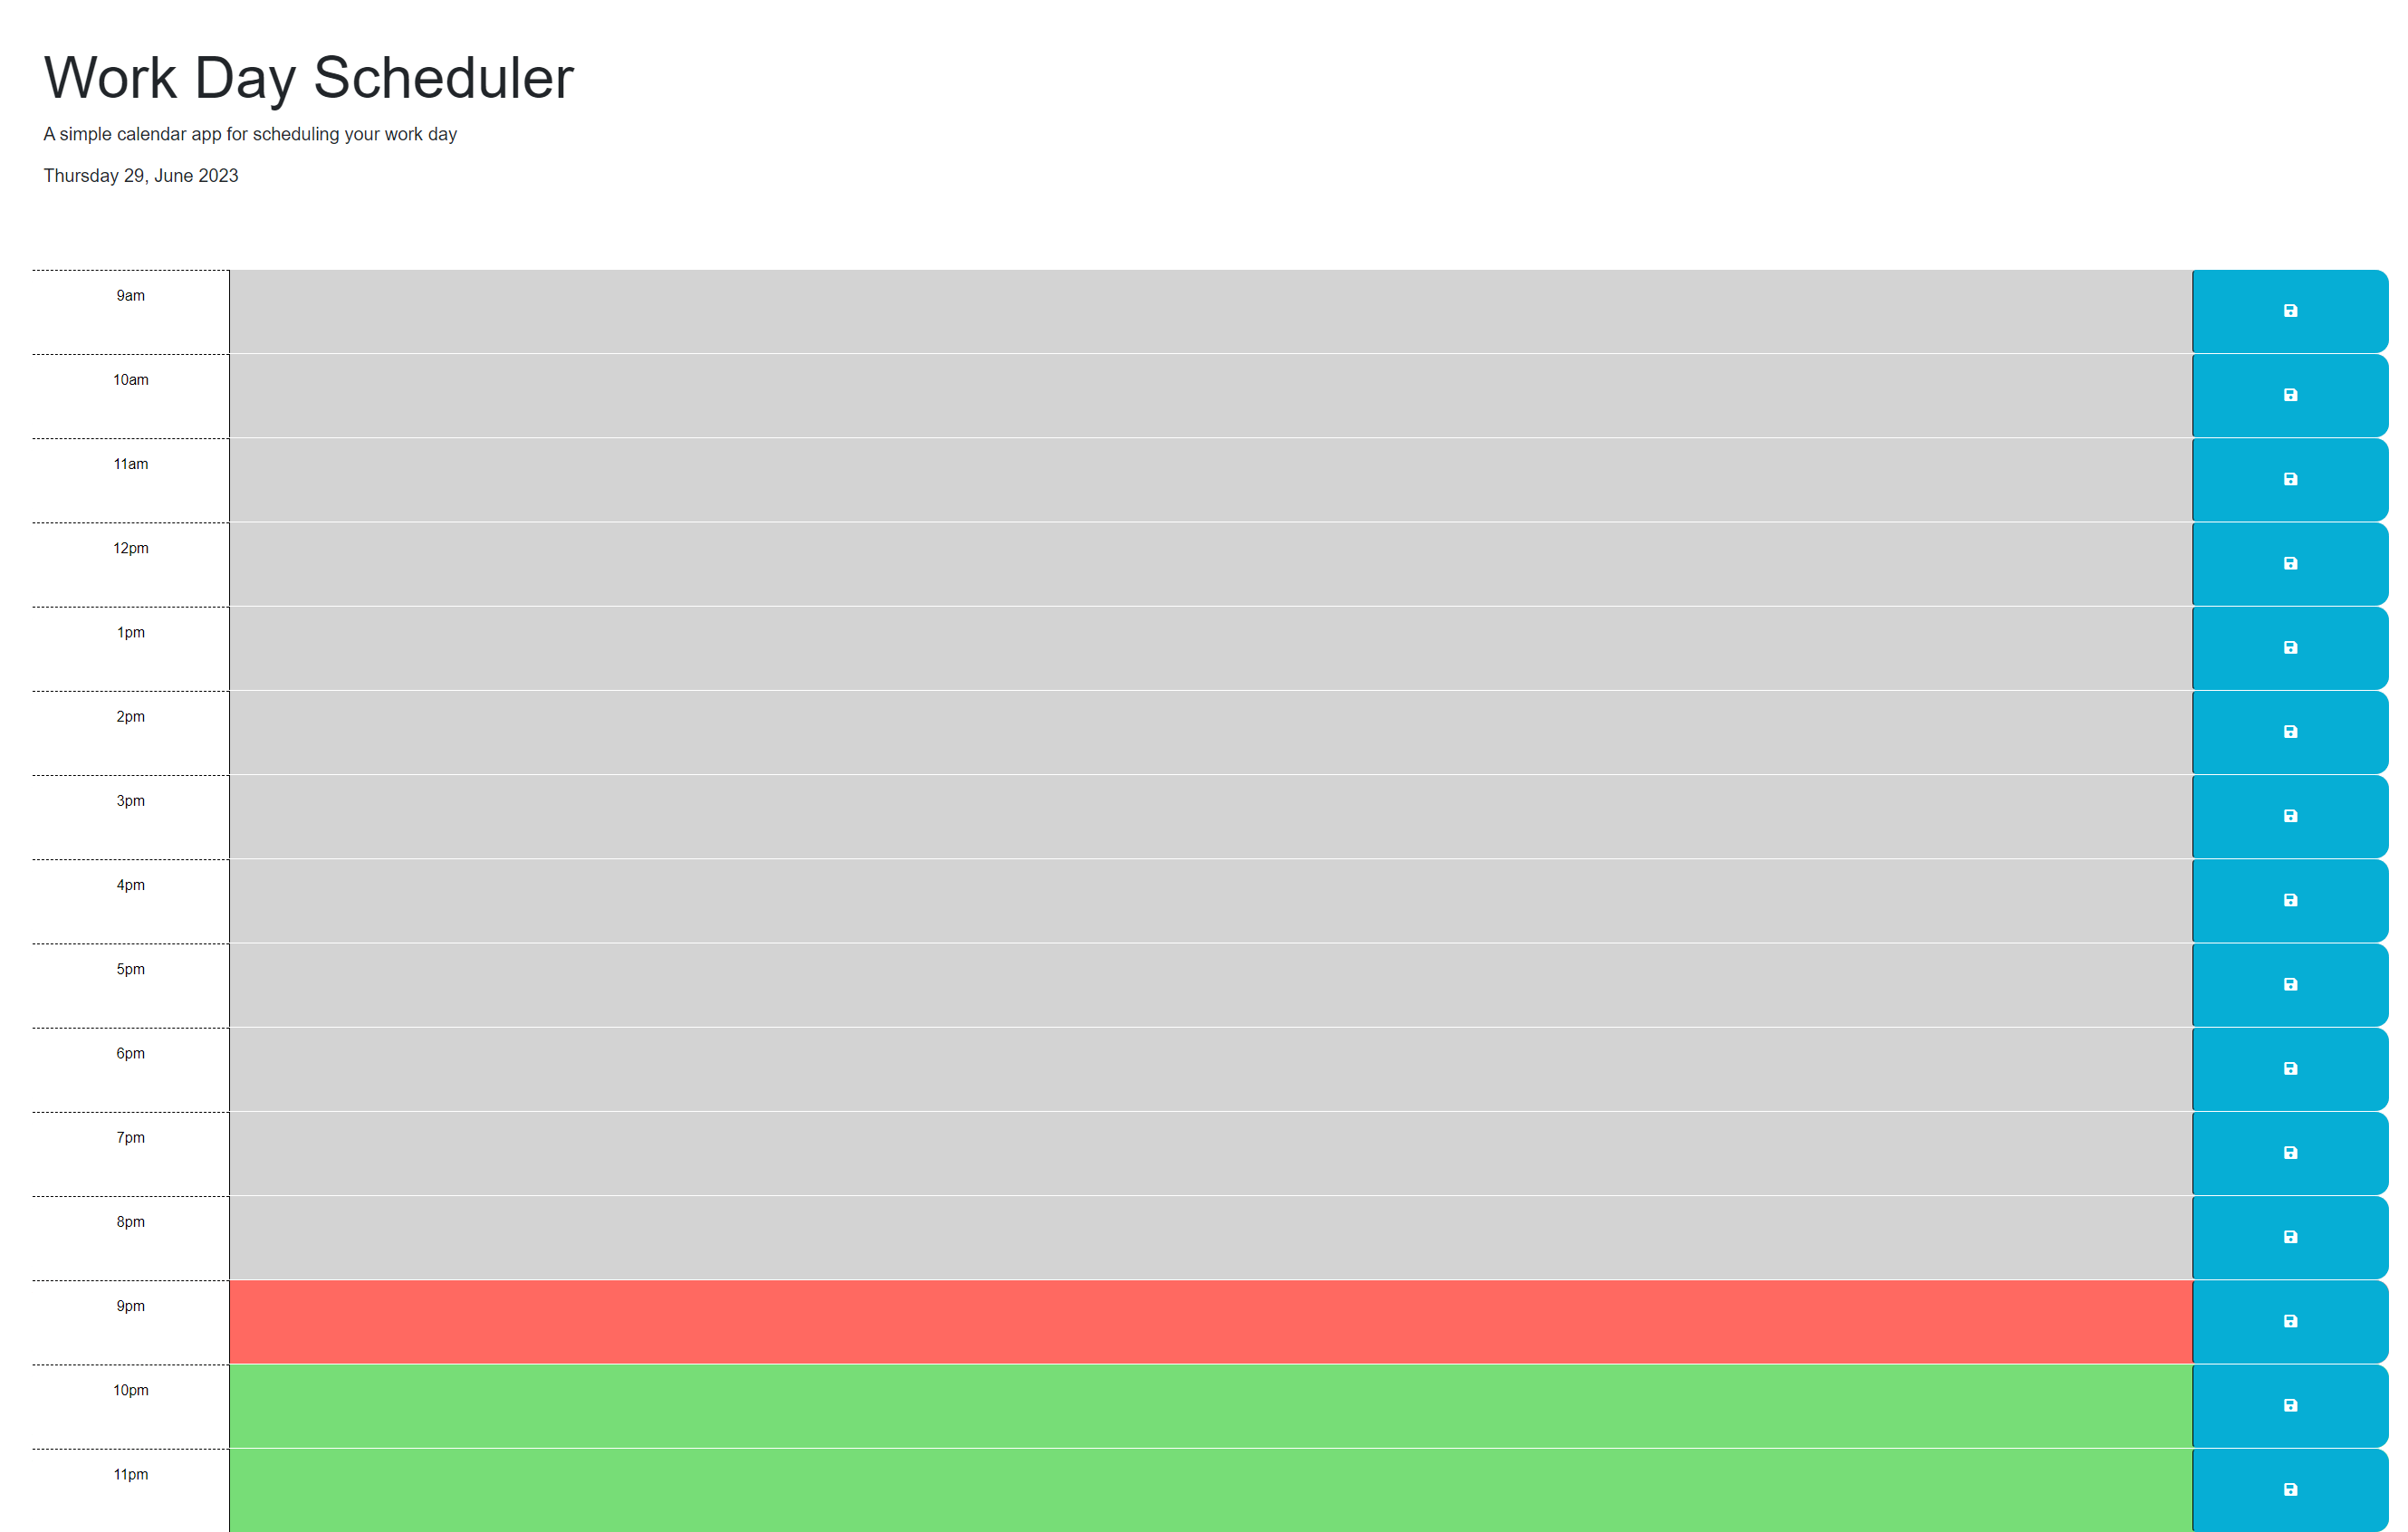 Work Day Scheduler
A simple calendar app for scheduling your work day
Thursday 29, June 2023
9am
10am
11am
12pm
1pm
2pm
3pm
4pm
5pm
6pm
7pm
8pm
9pm
10pm
11pm